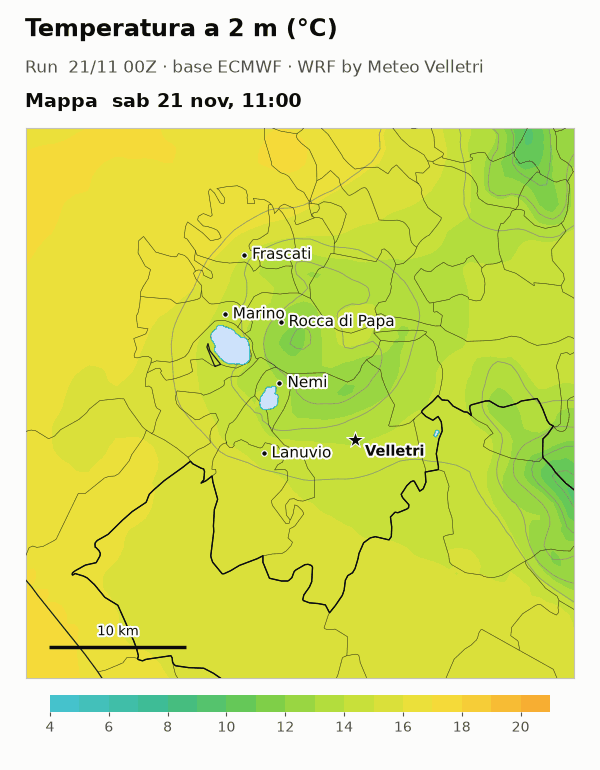 Temperatura a 2 m (°C)
Run 21/11 00Z · base ECMWF · WRF by Meteo Velletri
Mappa sab 21 nov, 11:00
Frascati
Marino
Rocca di Papa
Nemi
Velletri
Lanuvio
10 km
4 6 8 10 12 14 16 18 20